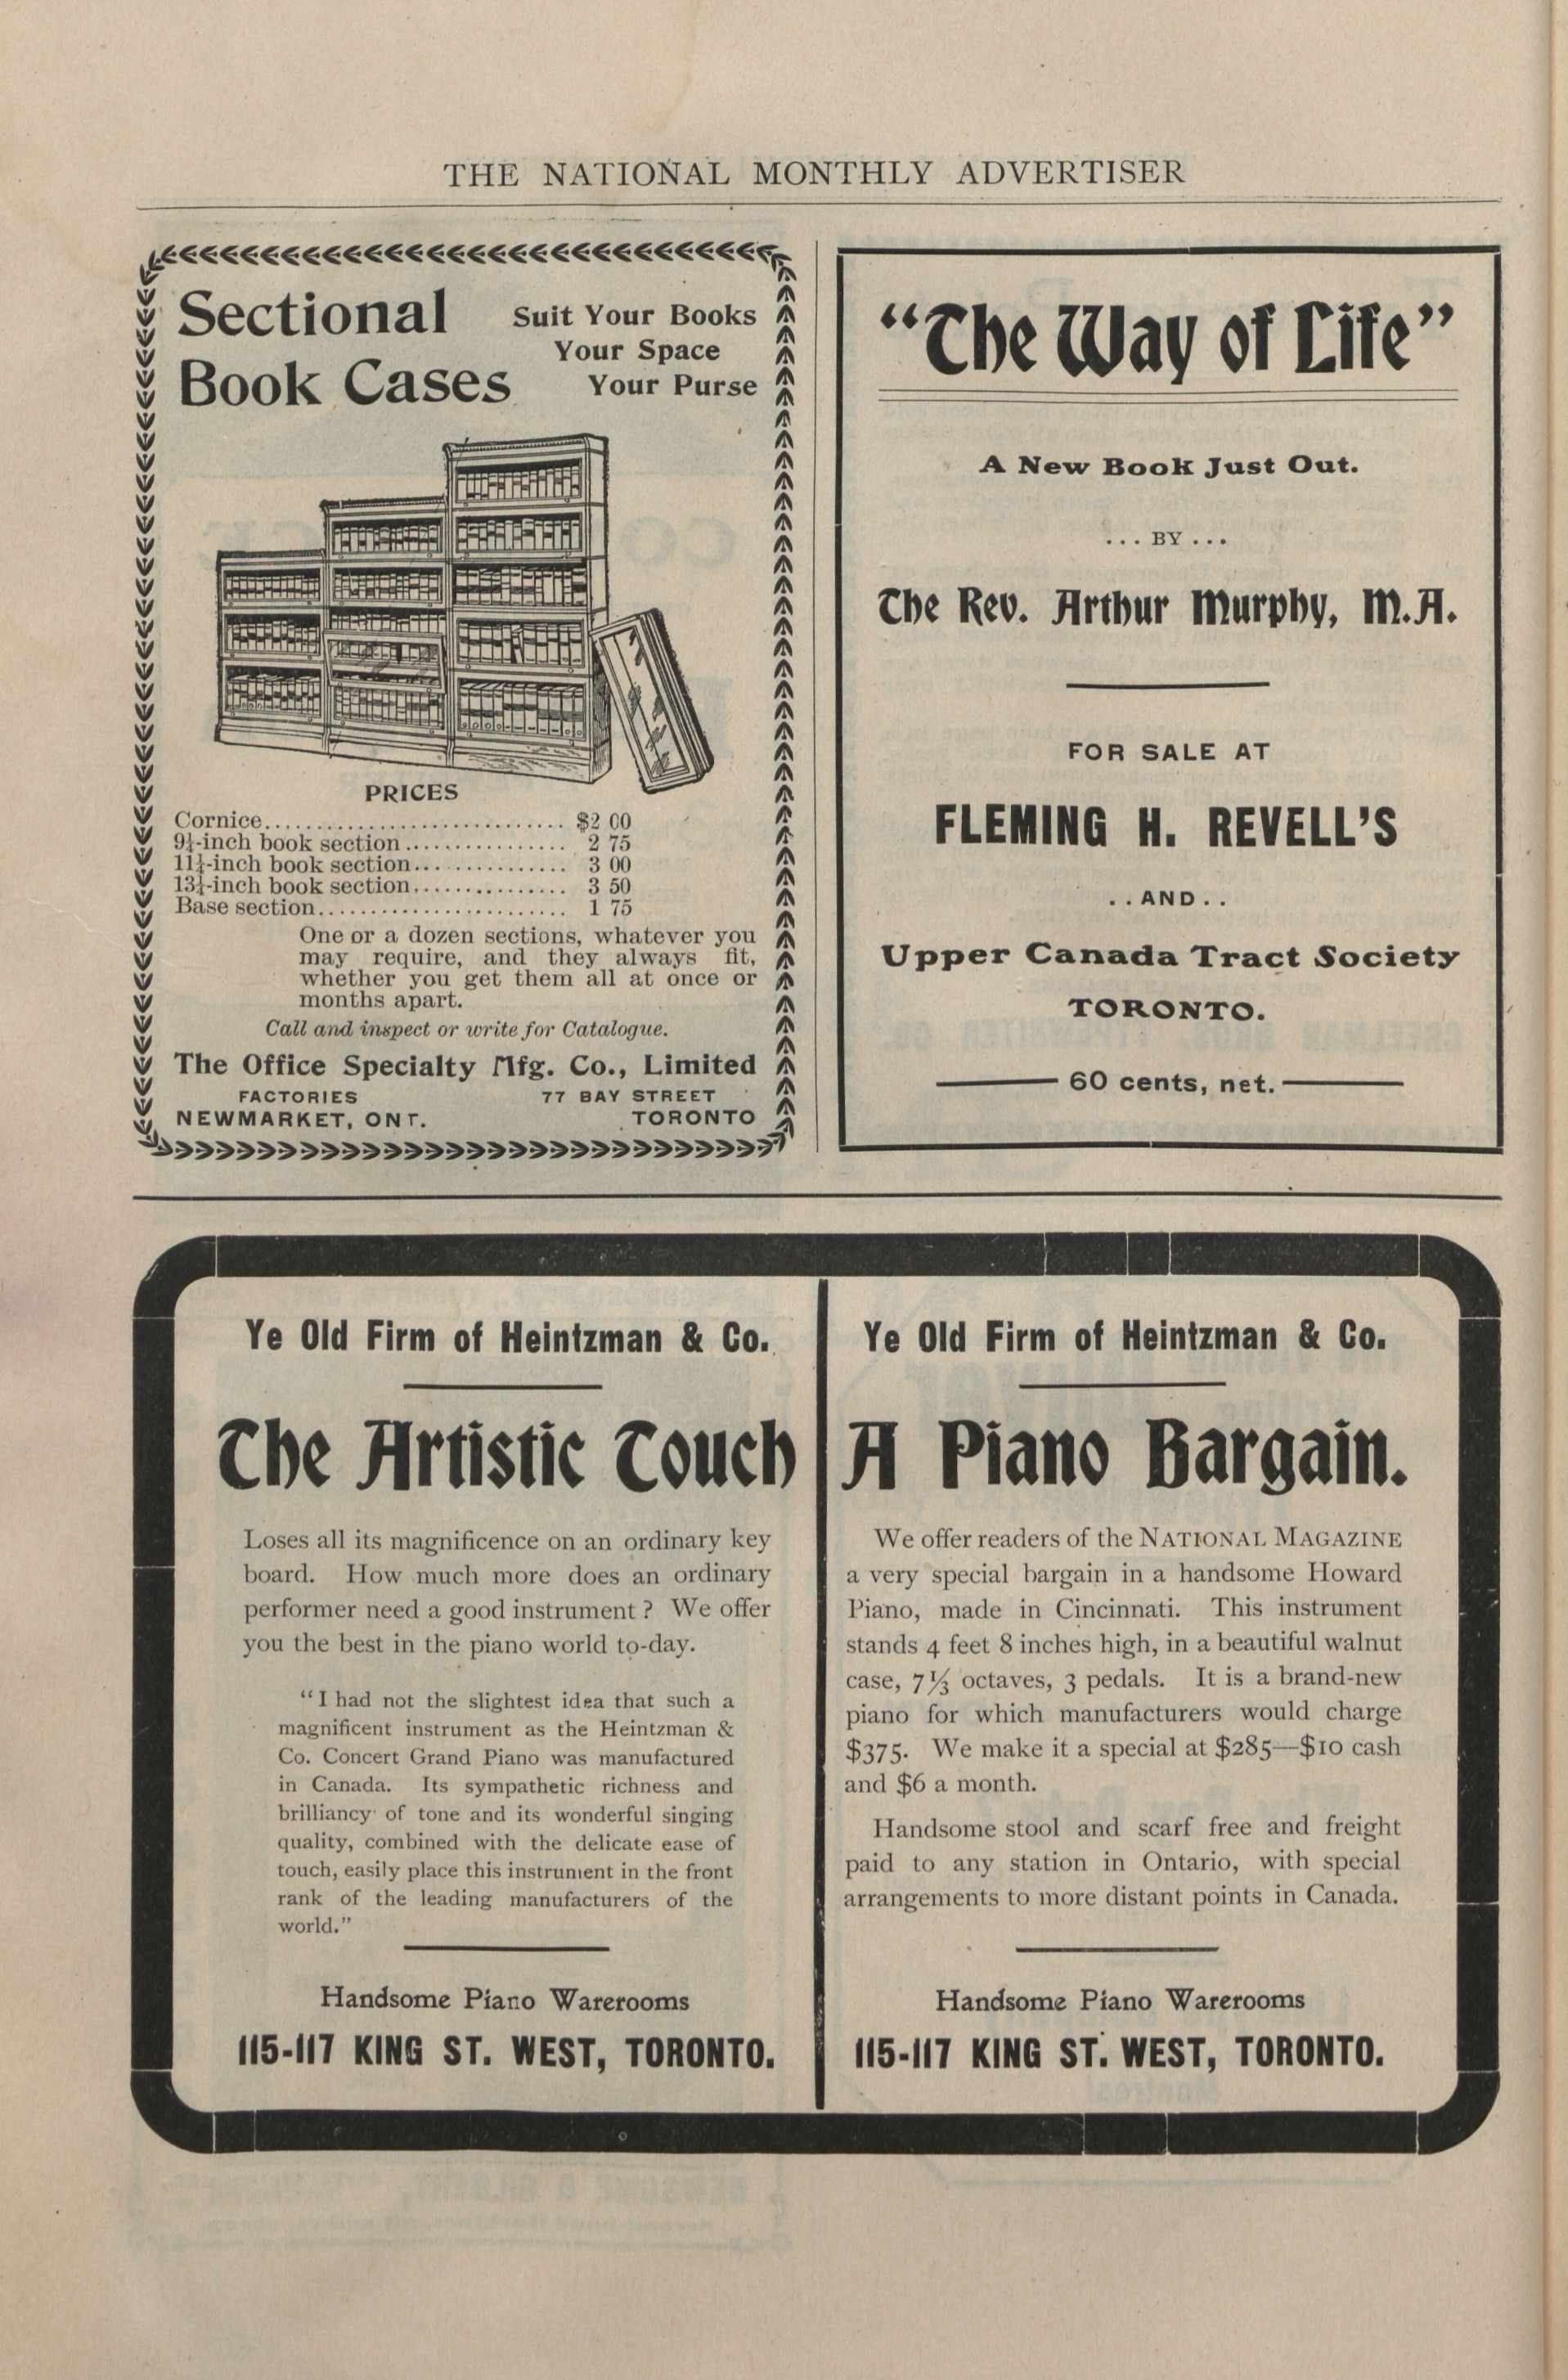 THE NATIONAL MONTHLY ADVERTISER
Sectional
Book Cases
Suit Your Books
Your Space
Your Purse
PRICES
Cornice.............................. $2 00
9¼-inch book section................ 2 75
11¼-inch book section............... 3 00
13¼-inch book section............... 3 50
Base section........................ 1 75
One or a dozen sections, whatever you
may require, and they always fit,
whether you get them all at once or
months apart.
Call and inspect or write for Catalogue.
The Office Specialty Mfg. Co., Limited
FACTORIES 77 BAY STREET
NEWMARKET, ONT. TORONTO
“The Way of Life”
A New Book Just Out.
... BY ...
The Rev. Arthur Murphy, M.A.
FOR SALE AT
FLEMING H. REVELL'S
..AND..
Upper Canada Tract Society
TORONTO.
60 cents, net.
Ye Old Firm of Heintzman & Co.
The Artistic Touch
Loses all its magnificence on an ordinary key
board. How much more does an ordinary
performer need a good instrument ? We offer
you the best in the piano world to-day.
“I had not the slightest idea that such a
magnificent instrument as the Heintzman &
Co. Concert Grand Piano was manufactured
in Canada. Its sympathetic richness and
brilliancy of tone and its wonderful singing
quality, combined with the delicate ease of
touch, easily place this instrument in the front
rank of the leading manufacturers of the
world.”
Handsome Piano Warerooms
115-117 KING ST. WEST, TORONTO.
Ye Old Firm of Heintzman & Co.
A Piano Bargain.
We offer readers of the NATIONAL MAGAZINE
a very special bargain in a handsome Howard
Piano, made in Cincinnati. This instrument
stands 4 feet 8 inches high, in a beautiful walnut
case, 7⅓ octaves, 3 pedals. It is a brand-new
piano for which manufacturers would charge
$375. We make it a special at $285—$10 cash
and $6 a month.
Handsome stool and scarf free and freight
paid to any station in Ontario, with special
arrangements to more distant points in Canada.
Handsome Piano Warerooms
115-117 KING ST. WEST, TORONTO.